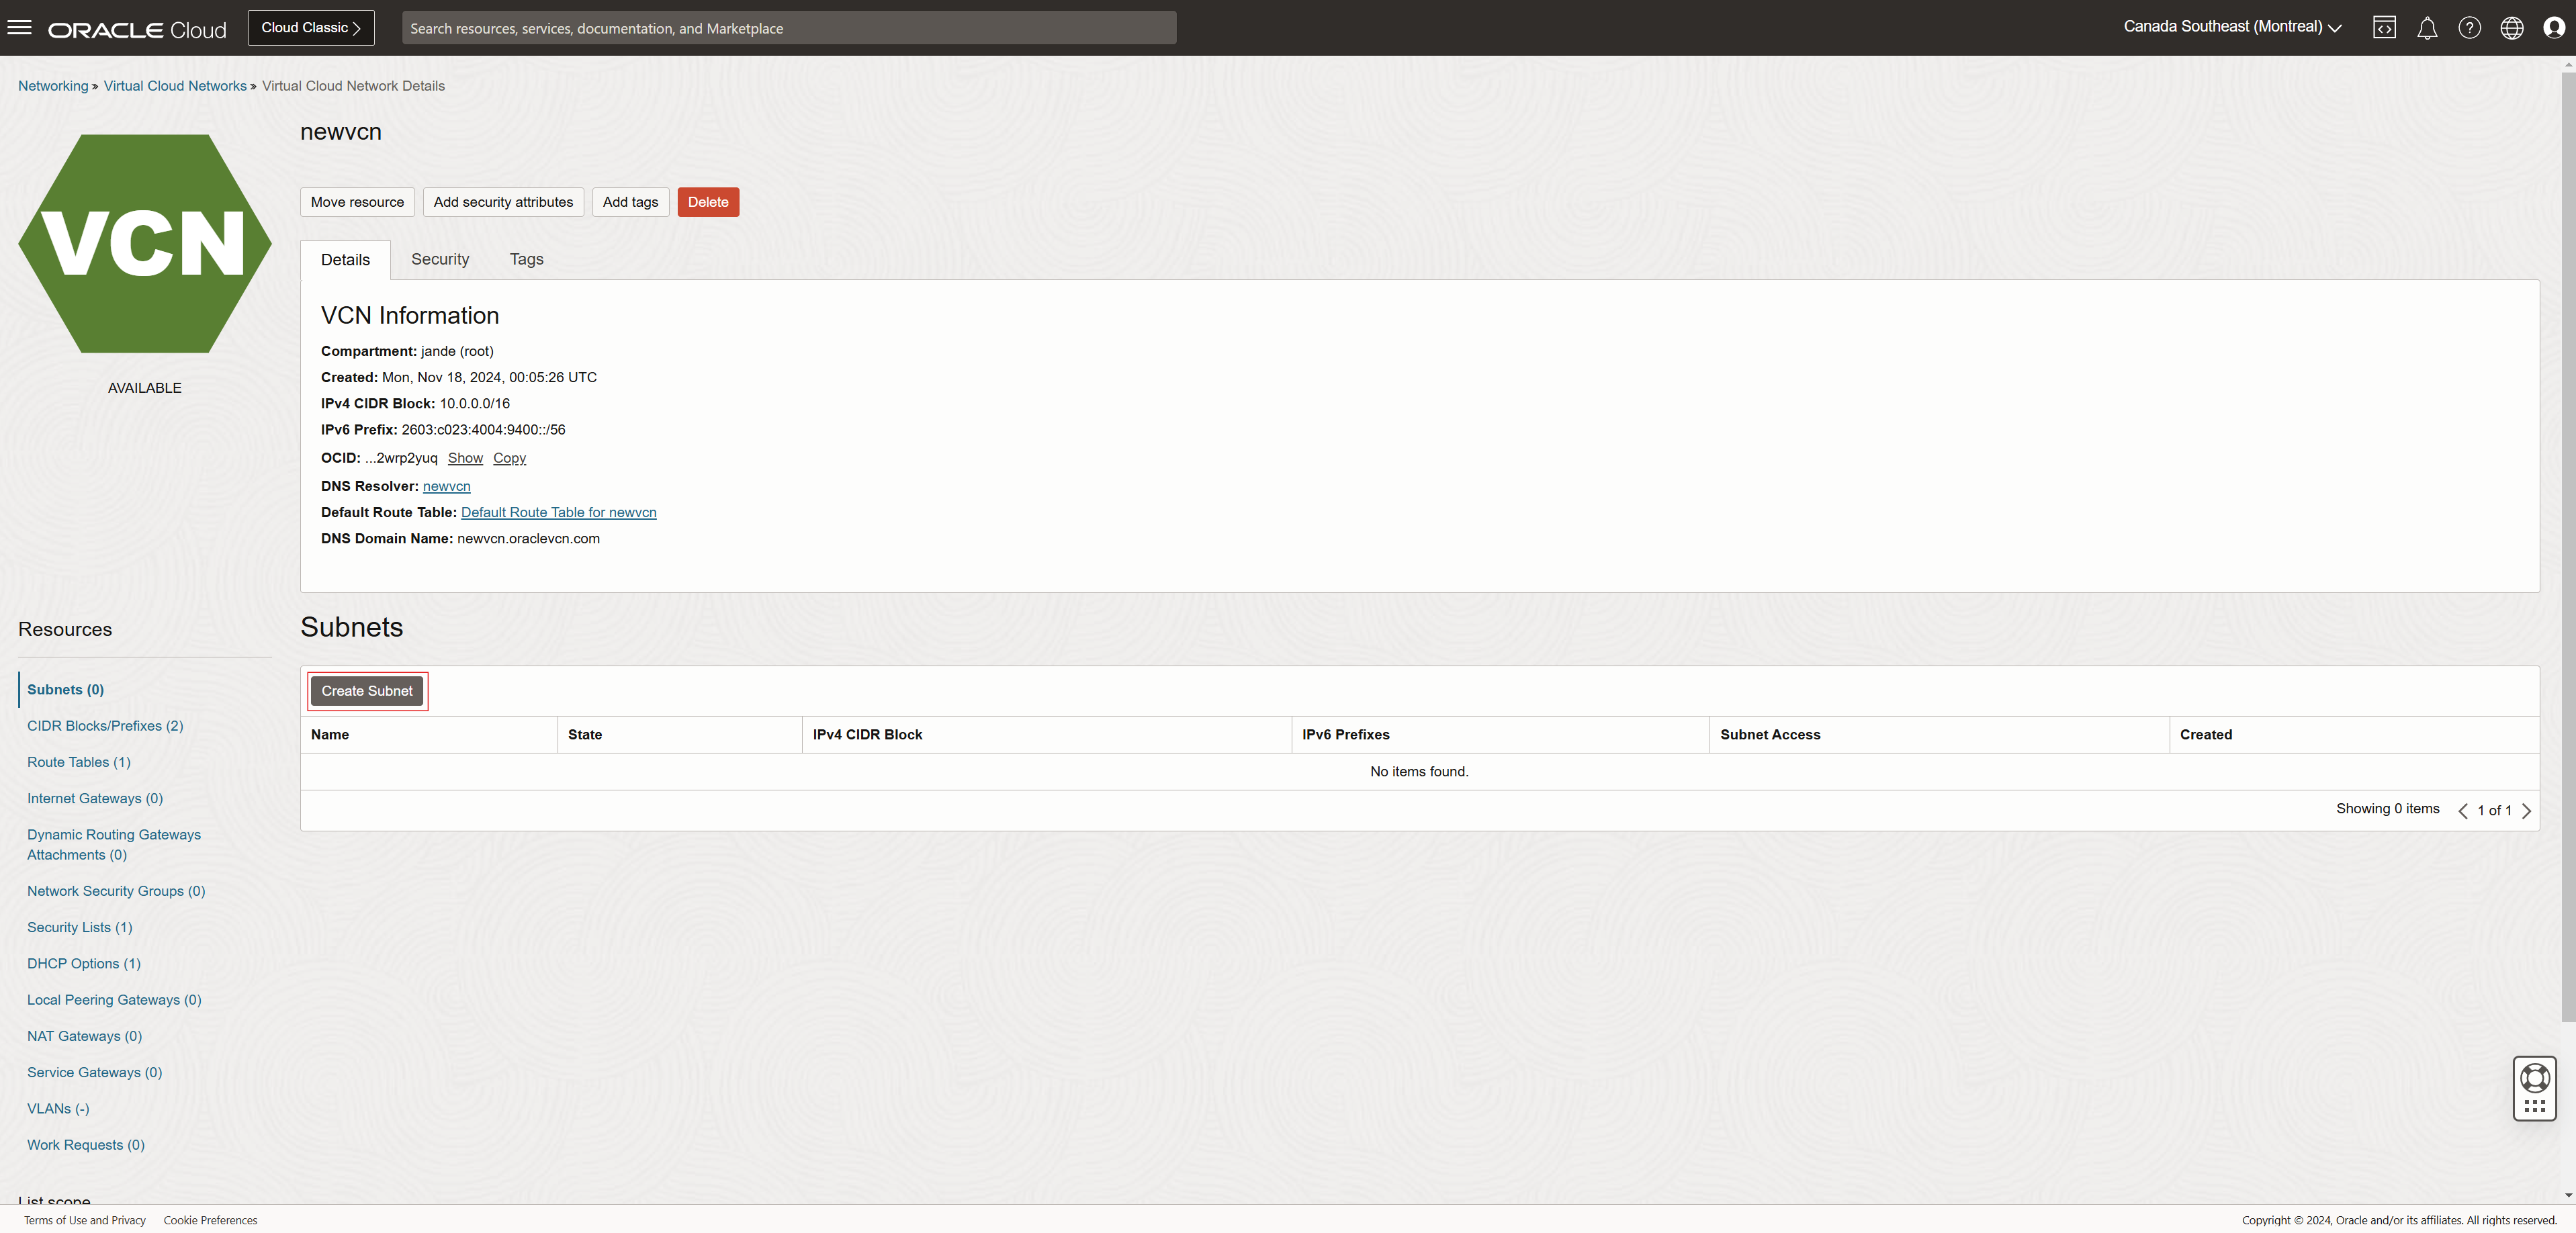 ORACLE Cloud
Cloud Classic
Search resources, services, documentation, and Marketplace
Canada Southeast (Montreal)
Networking » Virtual Cloud Networks » Virtual Cloud Network Details
VCN
AVAILABLE
newvcn
Move resource Add security attributes Add tags Delete
Details Security Tags
VCN Information
Compartment: jande (root)
Created: Mon, Nov 18, 2024, 00:05:26 UTC
IPv4 CIDR Block: 10.0.0.0/16
IPv6 Prefix: 2603:c023:4004:9400::/56
OCID: ...2wrp2yuq Show Copy
DNS Resolver: newvcn
Default Route Table: Default Route Table for newvcn
DNS Domain Name: newvcn.oraclevcn.com
Resources
Subnets (0)
CIDR Blocks/Prefixes (2)
Route Tables (1)
Internet Gateways (0)
Dynamic Routing Gateways
Attachments (0)
Network Security Groups (0)
Security Lists (1)
DHCP Options (1)
Local Peering Gateways (0)
NAT Gateways (0)
Service Gateways (0)
VLANs (-)
Work Requests (0)
List scope
Subnets
Create Subnet
Name State IPv4 CIDR Block IPv6 Prefixes Subnet Access Created
No items found.
Showing 0 items 1 of 1
Terms of Use and Privacy Cookie Preferences
Copyright © 2024, Oracle and/or its affiliates. All rights reserved.